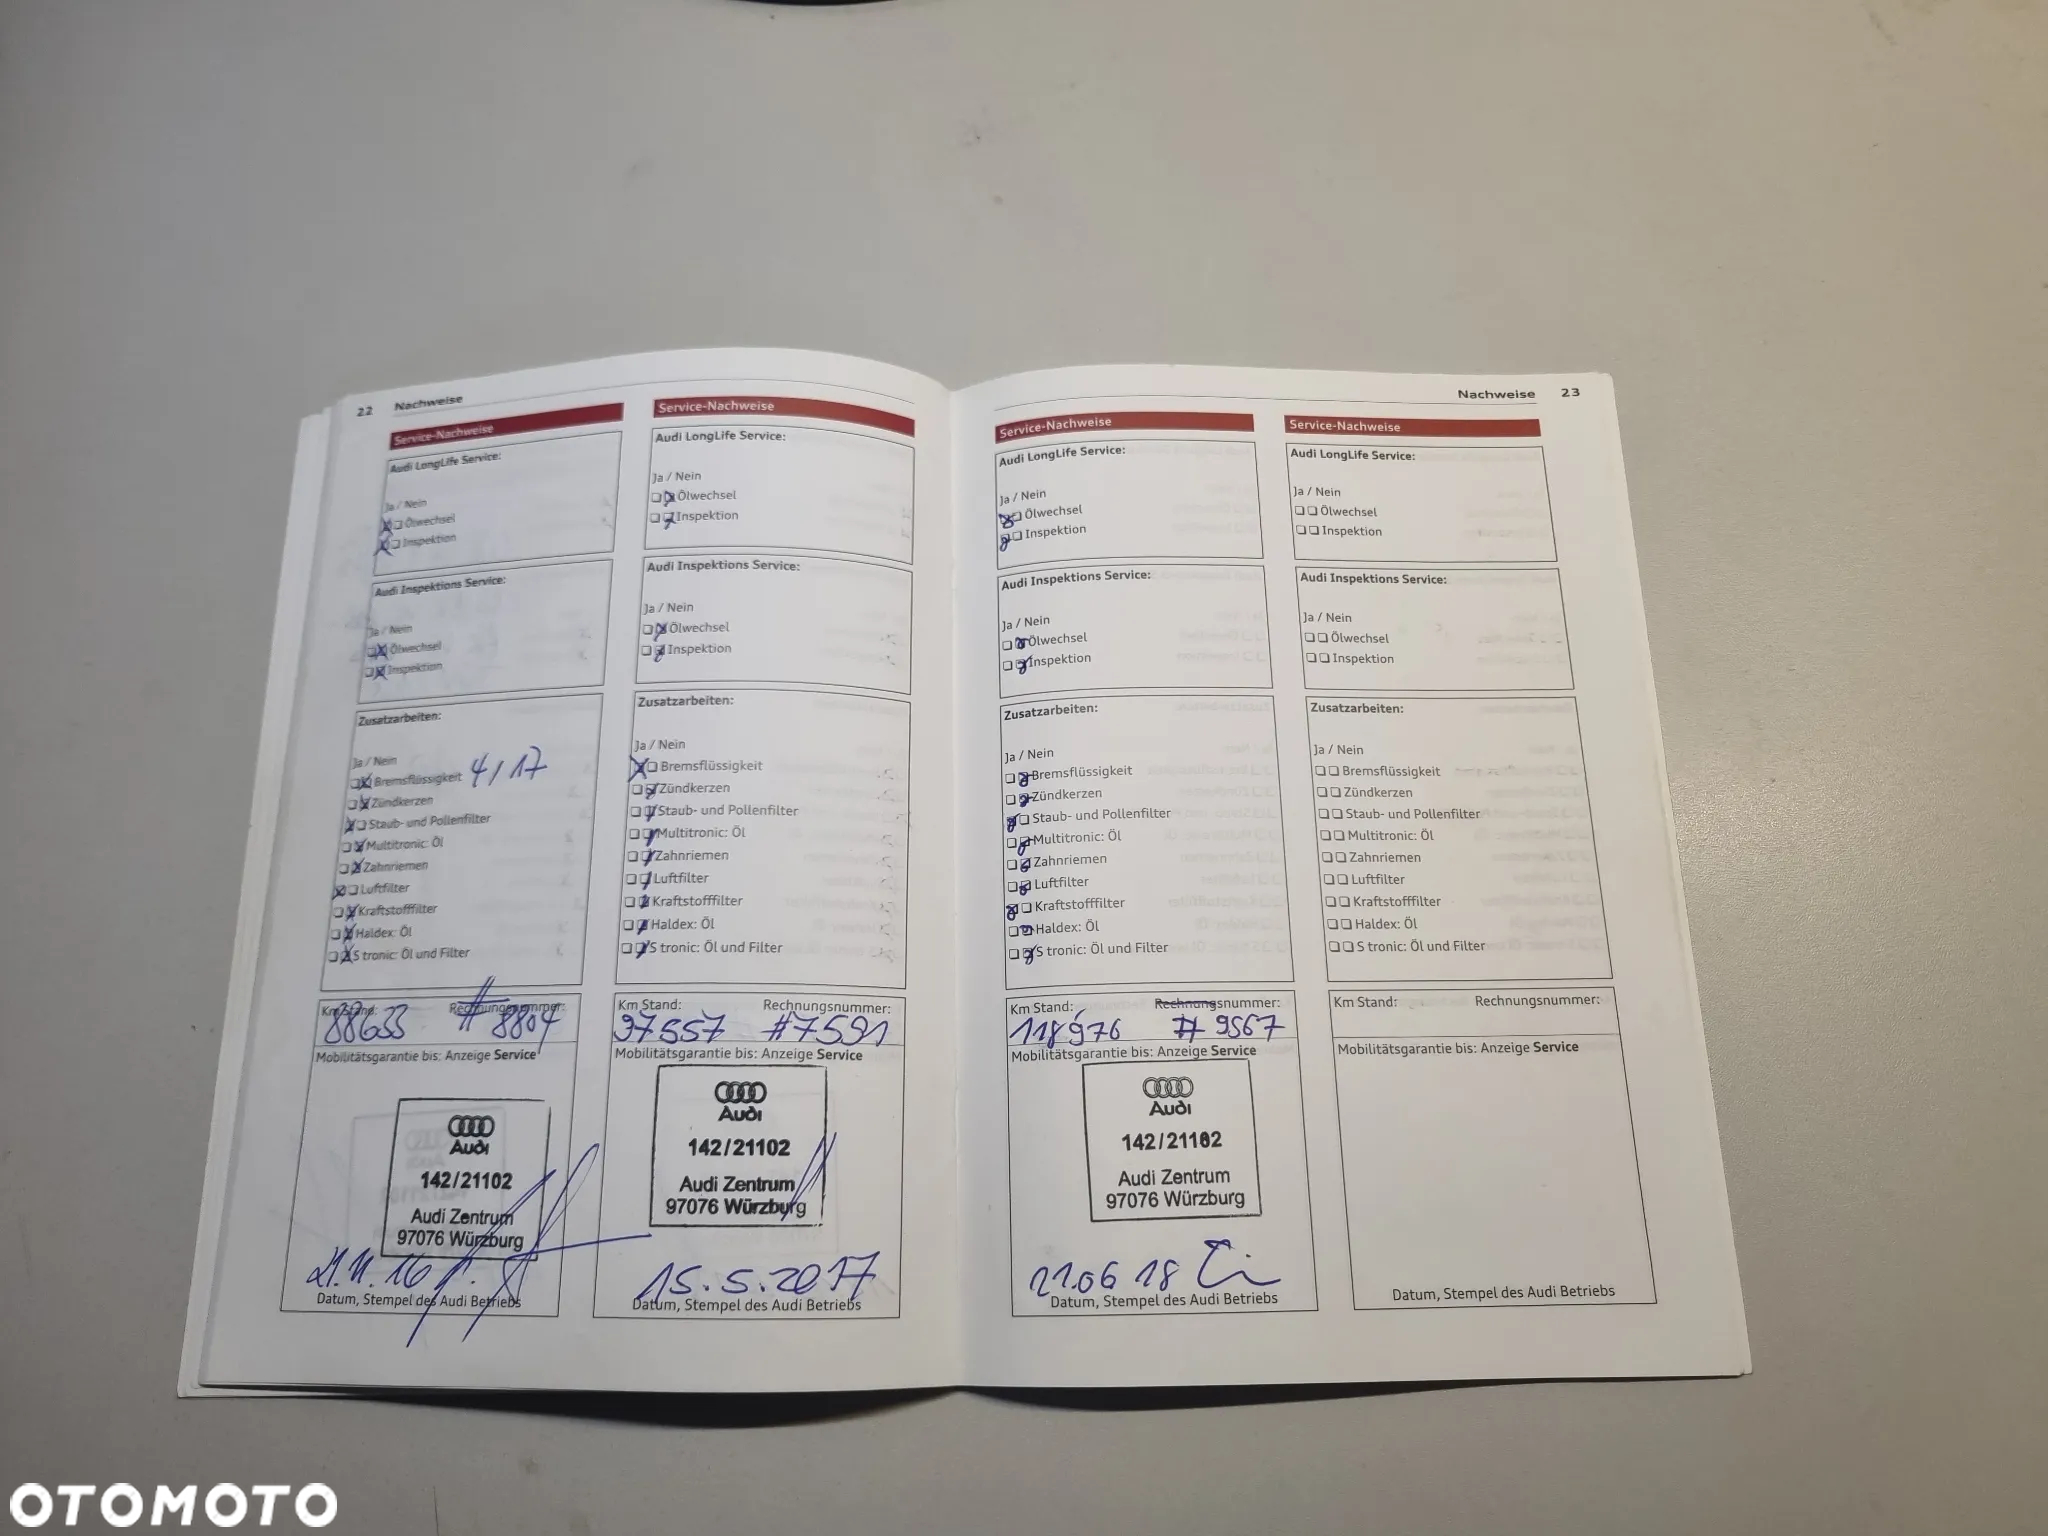 22 Nachweise
Service-Nachweise
Audi LongLife Service:
Ja / Nein
Ölwechsel
Inspektion
Audi Inspektions Service:
Ja / Nein
Ölwechsel
Inspektion
Zusatzarbeiten:
Ja / Nein
Bremsflüssigkeit 4/17
Zündkerzen
Staub- und Pollenfilter
Multitronic: Öl
Zahnriemen
Luftfilter
Kraftstofffilter
Haldex: Öl
S tronic: Öl und Filter
Km Stand: Rechnungsnummer:
88633 #8804
Mobilitätsgarantie bis: Anzeige Service
Audi
142/21102
Audi Zentrum
97076 Würzburg
21.11.16
Datum, Stempel des Audi Betriebs
Service-Nachweise
Audi LongLife Service:
Ja / Nein
Ölwechsel
Inspektion
Audi Inspektions Service:
Ja / Nein
Ölwechsel
Inspektion
Zusatzarbeiten:
Ja / Nein
Bremsflüssigkeit
Zündkerzen
Staub- und Pollenfilter
Multitronic: Öl
Zahnriemen
Luftfilter
Kraftstofffilter
Haldex: Öl
S tronic: Öl und Filter
Km Stand: Rechnungsnummer:
97557 #7591
Mobilitätsgarantie bis: Anzeige Service
Audi
142/21102
Audi Zentrum
97076 Würzburg
15.5.2017
Datum, Stempel des Audi Betriebs
Nachweise 23
Service-Nachweise
Audi LongLife Service:
Ja / Nein
Ölwechsel
Inspektion
Audi Inspektions Service:
Ja / Nein
Ölwechsel
Inspektion
Zusatzarbeiten:
Ja / Nein
Bremsflüssigkeit
Zündkerzen
Staub- und Pollenfilter
Multitronic: Öl
Zahnriemen
Luftfilter
Kraftstofffilter
Haldex: Öl
S tronic: Öl und Filter
Km Stand: Rechnungsnummer:
118976 #9567
Mobilitätsgarantie bis: Anzeige Service
Audi
142/21102
Audi Zentrum
97076 Würzburg
21.06 18
Datum, Stempel des Audi Betriebs
Service-Nachweise
Audi LongLife Service:
Ja / Nein
Ölwechsel
Inspektion
Audi Inspektions Service:
Ja / Nein
Ölwechsel
Inspektion
Zusatzarbeiten:
Ja / Nein
Bremsflüssigkeit
Zündkerzen
Staub- und Pollenfilter
Multitronic: Öl
Zahnriemen
Luftfilter
Kraftstofffilter
Haldex: Öl
S tronic: Öl und Filter
Km Stand: Rechnungsnummer:
Mobilitätsgarantie bis: Anzeige Service
Datum, Stempel des Audi Betriebs
OTOMOTO